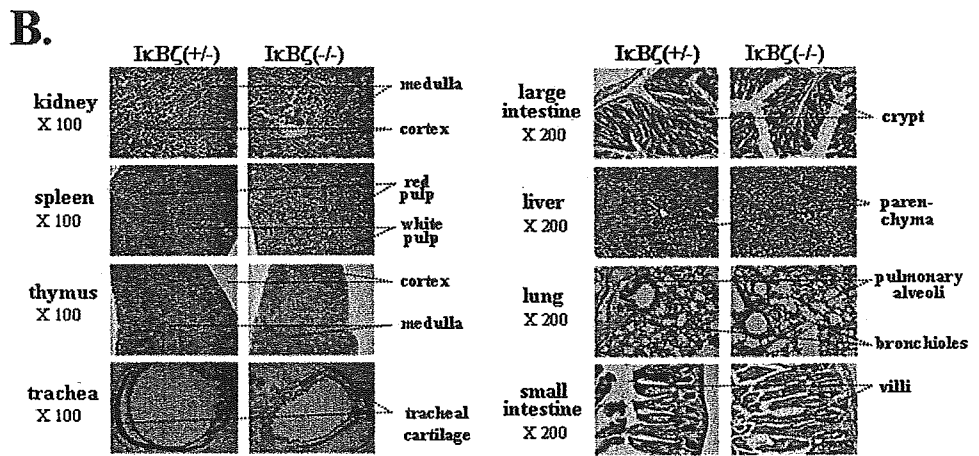 B.
IκBζ(+/-) IκBζ(-/-)
kidney
X 100
medulla
cortex
spleen
X 100
red
pulp
white
pulp
thymus
X 100
cortex
medulla
trachea
X 100
tracheal
cartilage
IκBζ(+/-) IκBζ(-/-)
large
intestine
X 200
crypt
liver
X 200
paren-
chyma
lung
X 200
pulmonary
alveoli
bronchioles
small
intestine
X 200
villi